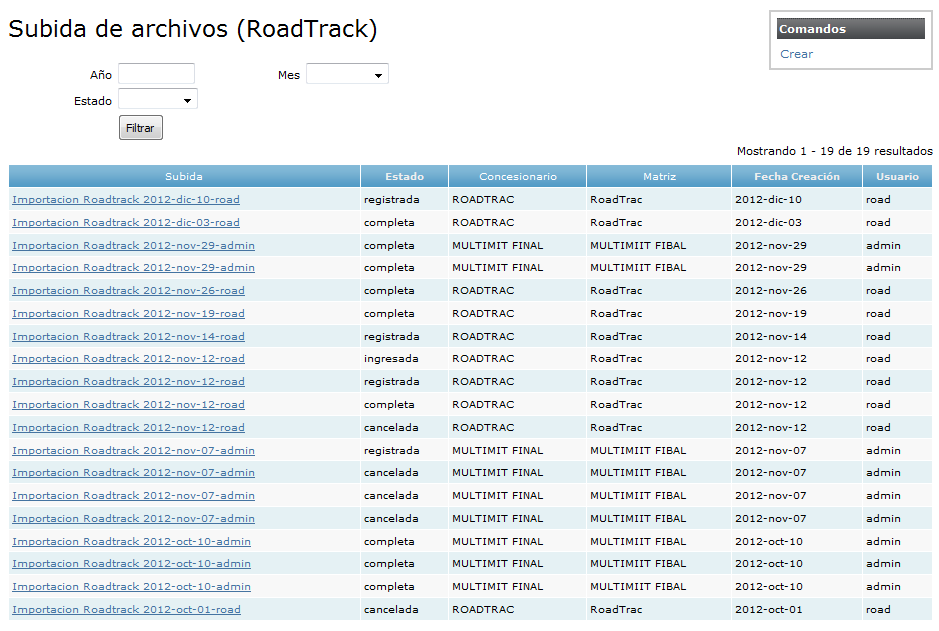 Subida de archivos (RoadTrack)
Comandos
Crear
Año Mes
Estado
Filtrar
Mostrando 1 - 19 de 19 resultados
Subida Estado Concesionario Matriz Fecha Creación Usuario
Importacion Roadtrack 2012-dic-10-road registrada ROADTRAC RoadTrac 2012-dic-10 road
Importacion Roadtrack 2012-dic-03-road completa ROADTRAC RoadTrac 2012-dic-03 road
Importacion Roadtrack 2012-nov-29-admin completa MULTIMIT FINAL MULTIMIIT FIBAL 2012-nov-29 admin
Importacion Roadtrack 2012-nov-29-admin completa MULTIMIT FINAL MULTIMIIT FIBAL 2012-nov-29 admin
Importacion Roadtrack 2012-nov-26-road completa ROADTRAC RoadTrac 2012-nov-26 road
Importacion Roadtrack 2012-nov-19-road completa ROADTRAC RoadTrac 2012-nov-19 road
Importacion Roadtrack 2012-nov-14-road registrada ROADTRAC RoadTrac 2012-nov-14 road
Importacion Roadtrack 2012-nov-12-road ingresada ROADTRAC RoadTrac 2012-nov-12 road
Importacion Roadtrack 2012-nov-12-road registrada ROADTRAC RoadTrac 2012-nov-12 road
Importacion Roadtrack 2012-nov-12-road completa ROADTRAC RoadTrac 2012-nov-12 road
Importacion Roadtrack 2012-nov-12-road cancelada ROADTRAC RoadTrac 2012-nov-12 road
Importacion Roadtrack 2012-nov-07-admin registrada MULTIMIT FINAL MULTIMIIT FIBAL 2012-nov-07 admin
Importacion Roadtrack 2012-nov-07-admin cancelada MULTIMIT FINAL MULTIMIIT FIBAL 2012-nov-07 admin
Importacion Roadtrack 2012-nov-07-admin cancelada MULTIMIT FINAL MULTIMIIT FIBAL 2012-nov-07 admin
Importacion Roadtrack 2012-nov-07-admin cancelada MULTIMIT FINAL MULTIMIIT FIBAL 2012-nov-07 admin
Importacion Roadtrack 2012-oct-10-admin completa MULTIMIT FINAL MULTIMIIT FIBAL 2012-oct-10 admin
Importacion Roadtrack 2012-oct-10-admin completa MULTIMIT FINAL MULTIMIIT FIBAL 2012-oct-10 admin
Importacion Roadtrack 2012-oct-10-admin completa MULTIMIT FINAL MULTIMIIT FIBAL 2012-oct-10 admin
Importacion Roadtrack 2012-oct-01-road cancelada ROADTRAC RoadTrac 2012-oct-01 road